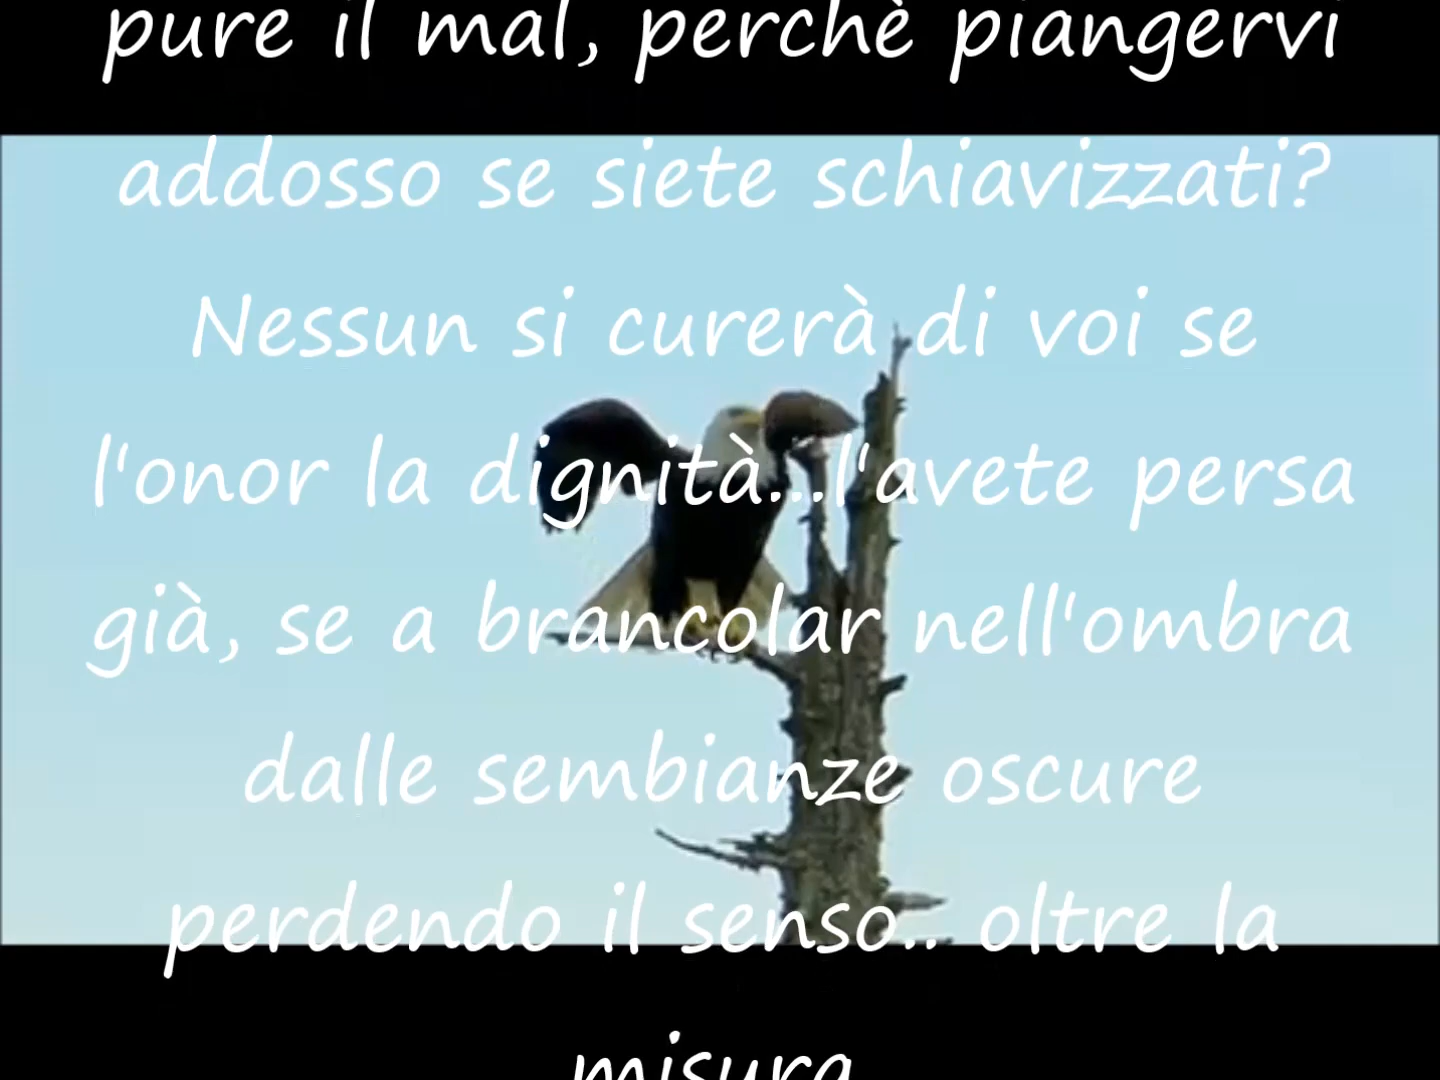 pure il mal, perchè piangervi
addosso se siete schiavizzati?
Nessun si curerà di voi se
l'onor la dignità...l'avete persa
già, se a brancolar nell'ombra
dalle sembianze oscure
perdendo il senso.. oltre la
misura